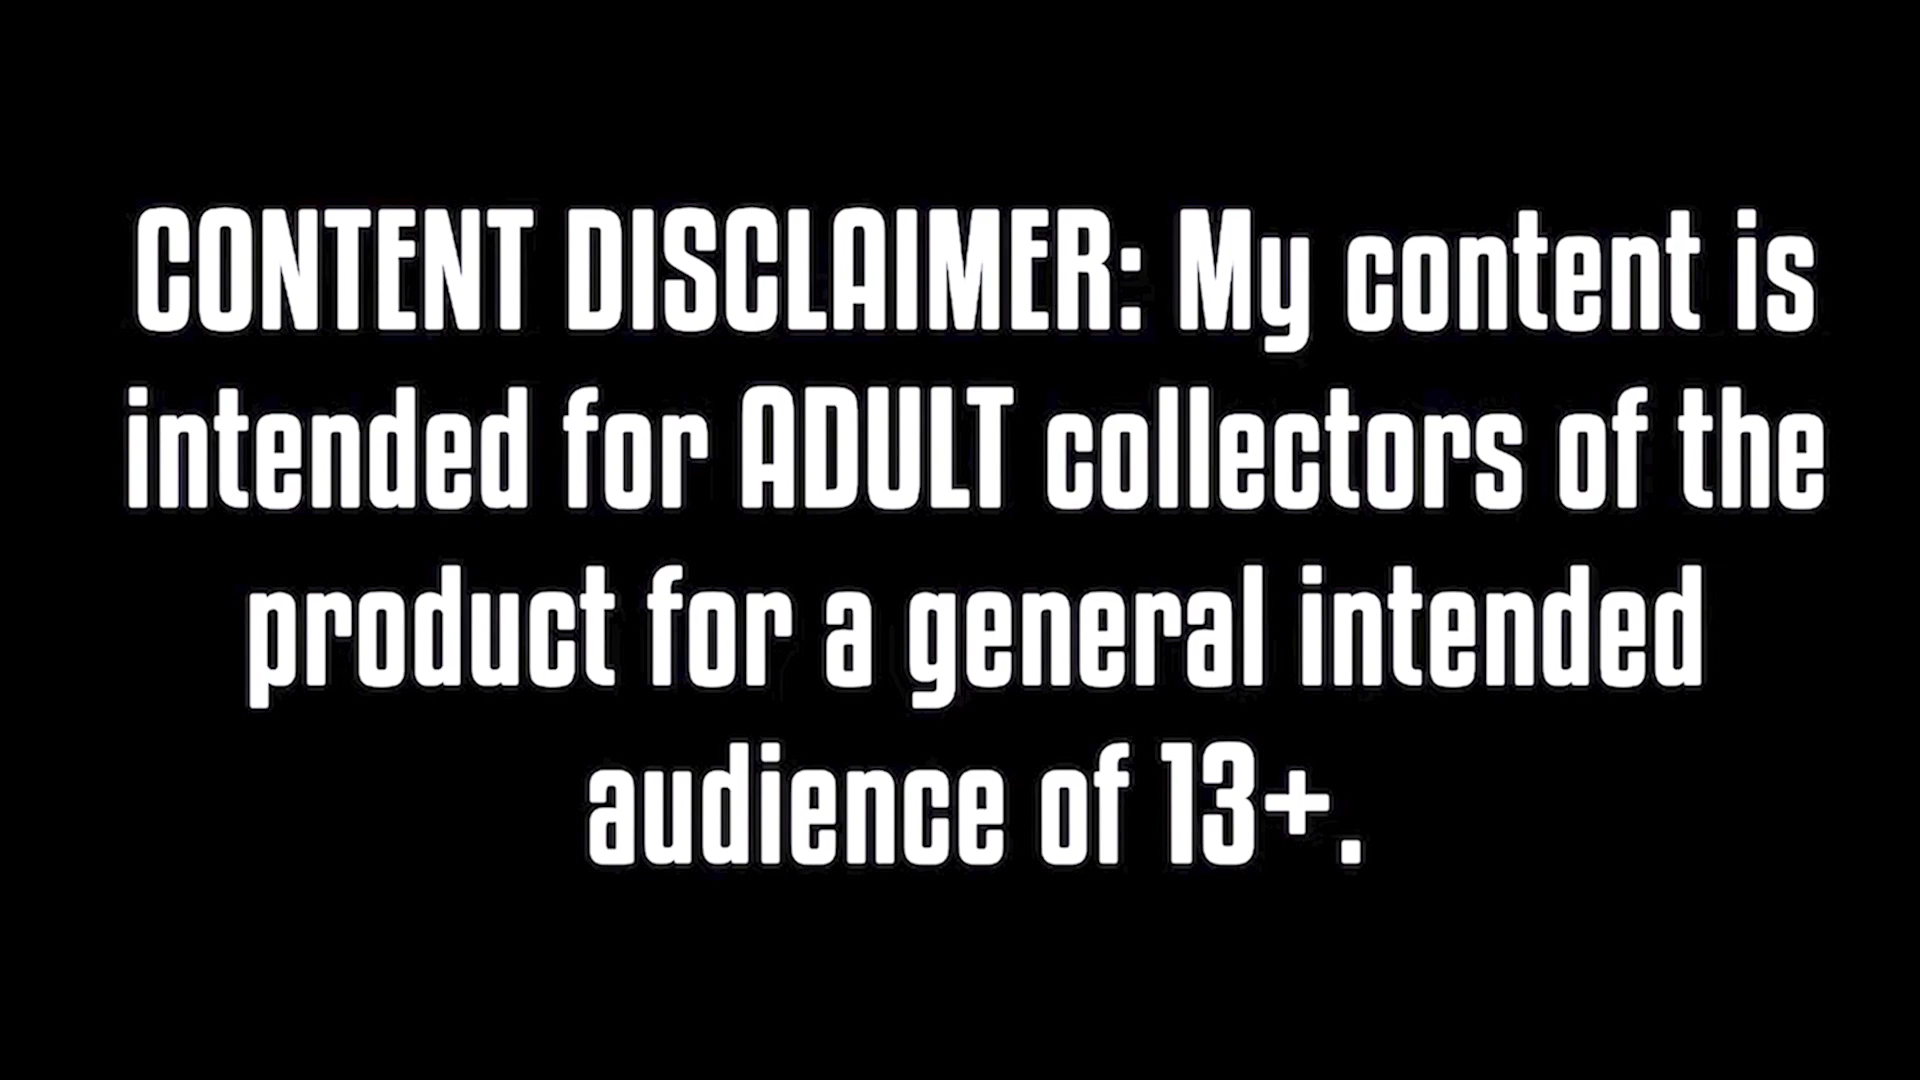 CONTENT DISCLAIMER: My content is
intended for ADULT collectors of the
product for a general intended
audience of 13+.